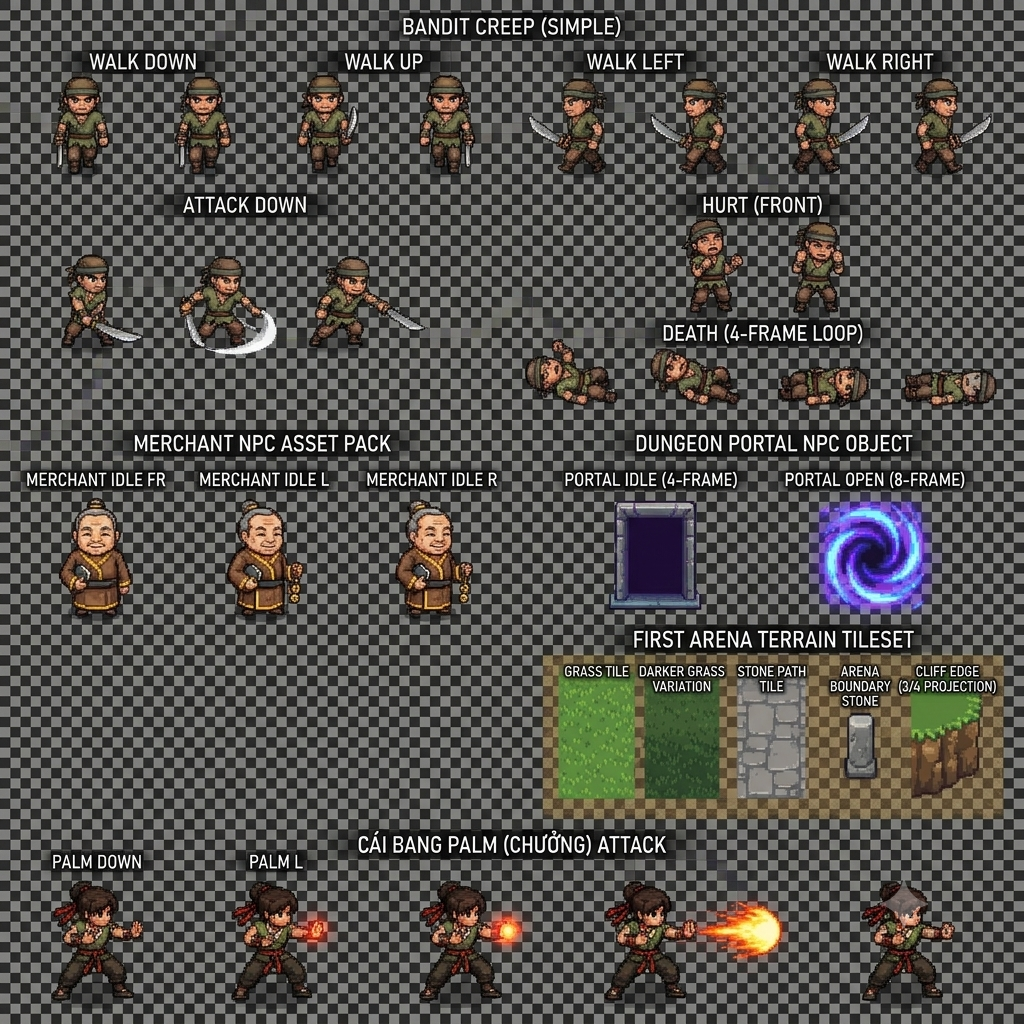 BANDIT CREEP (SIMPLE)
WALK DOWN
WALK UP
WALK LEFT
WALK RIGHT
ATTACK DOWN
HURT (FRONT)
DEATH (4-FRAME LOOP)
MERCHANT NPC ASSET PACK
DUNGEON PORTAL NPC OBJECT
MERCHANT IDLE FR
MERCHANT IDLE L
MERCHANT IDLE R
PORTAL IDLE (4-FRAME)
PORTAL OPEN (8-FRAME)
FIRST ARENA TERRAIN TILESET
GRASS TILE
DARKER GRASS
VARIATION
STONE PATH
TILE
ARENA
BOUNDARY
STONE
CLIFF EDGE
(3/4 PROJECTION)
CÁI BANG PALM (CHƯỞNG) ATTACK
PALM DOWN
PALM L